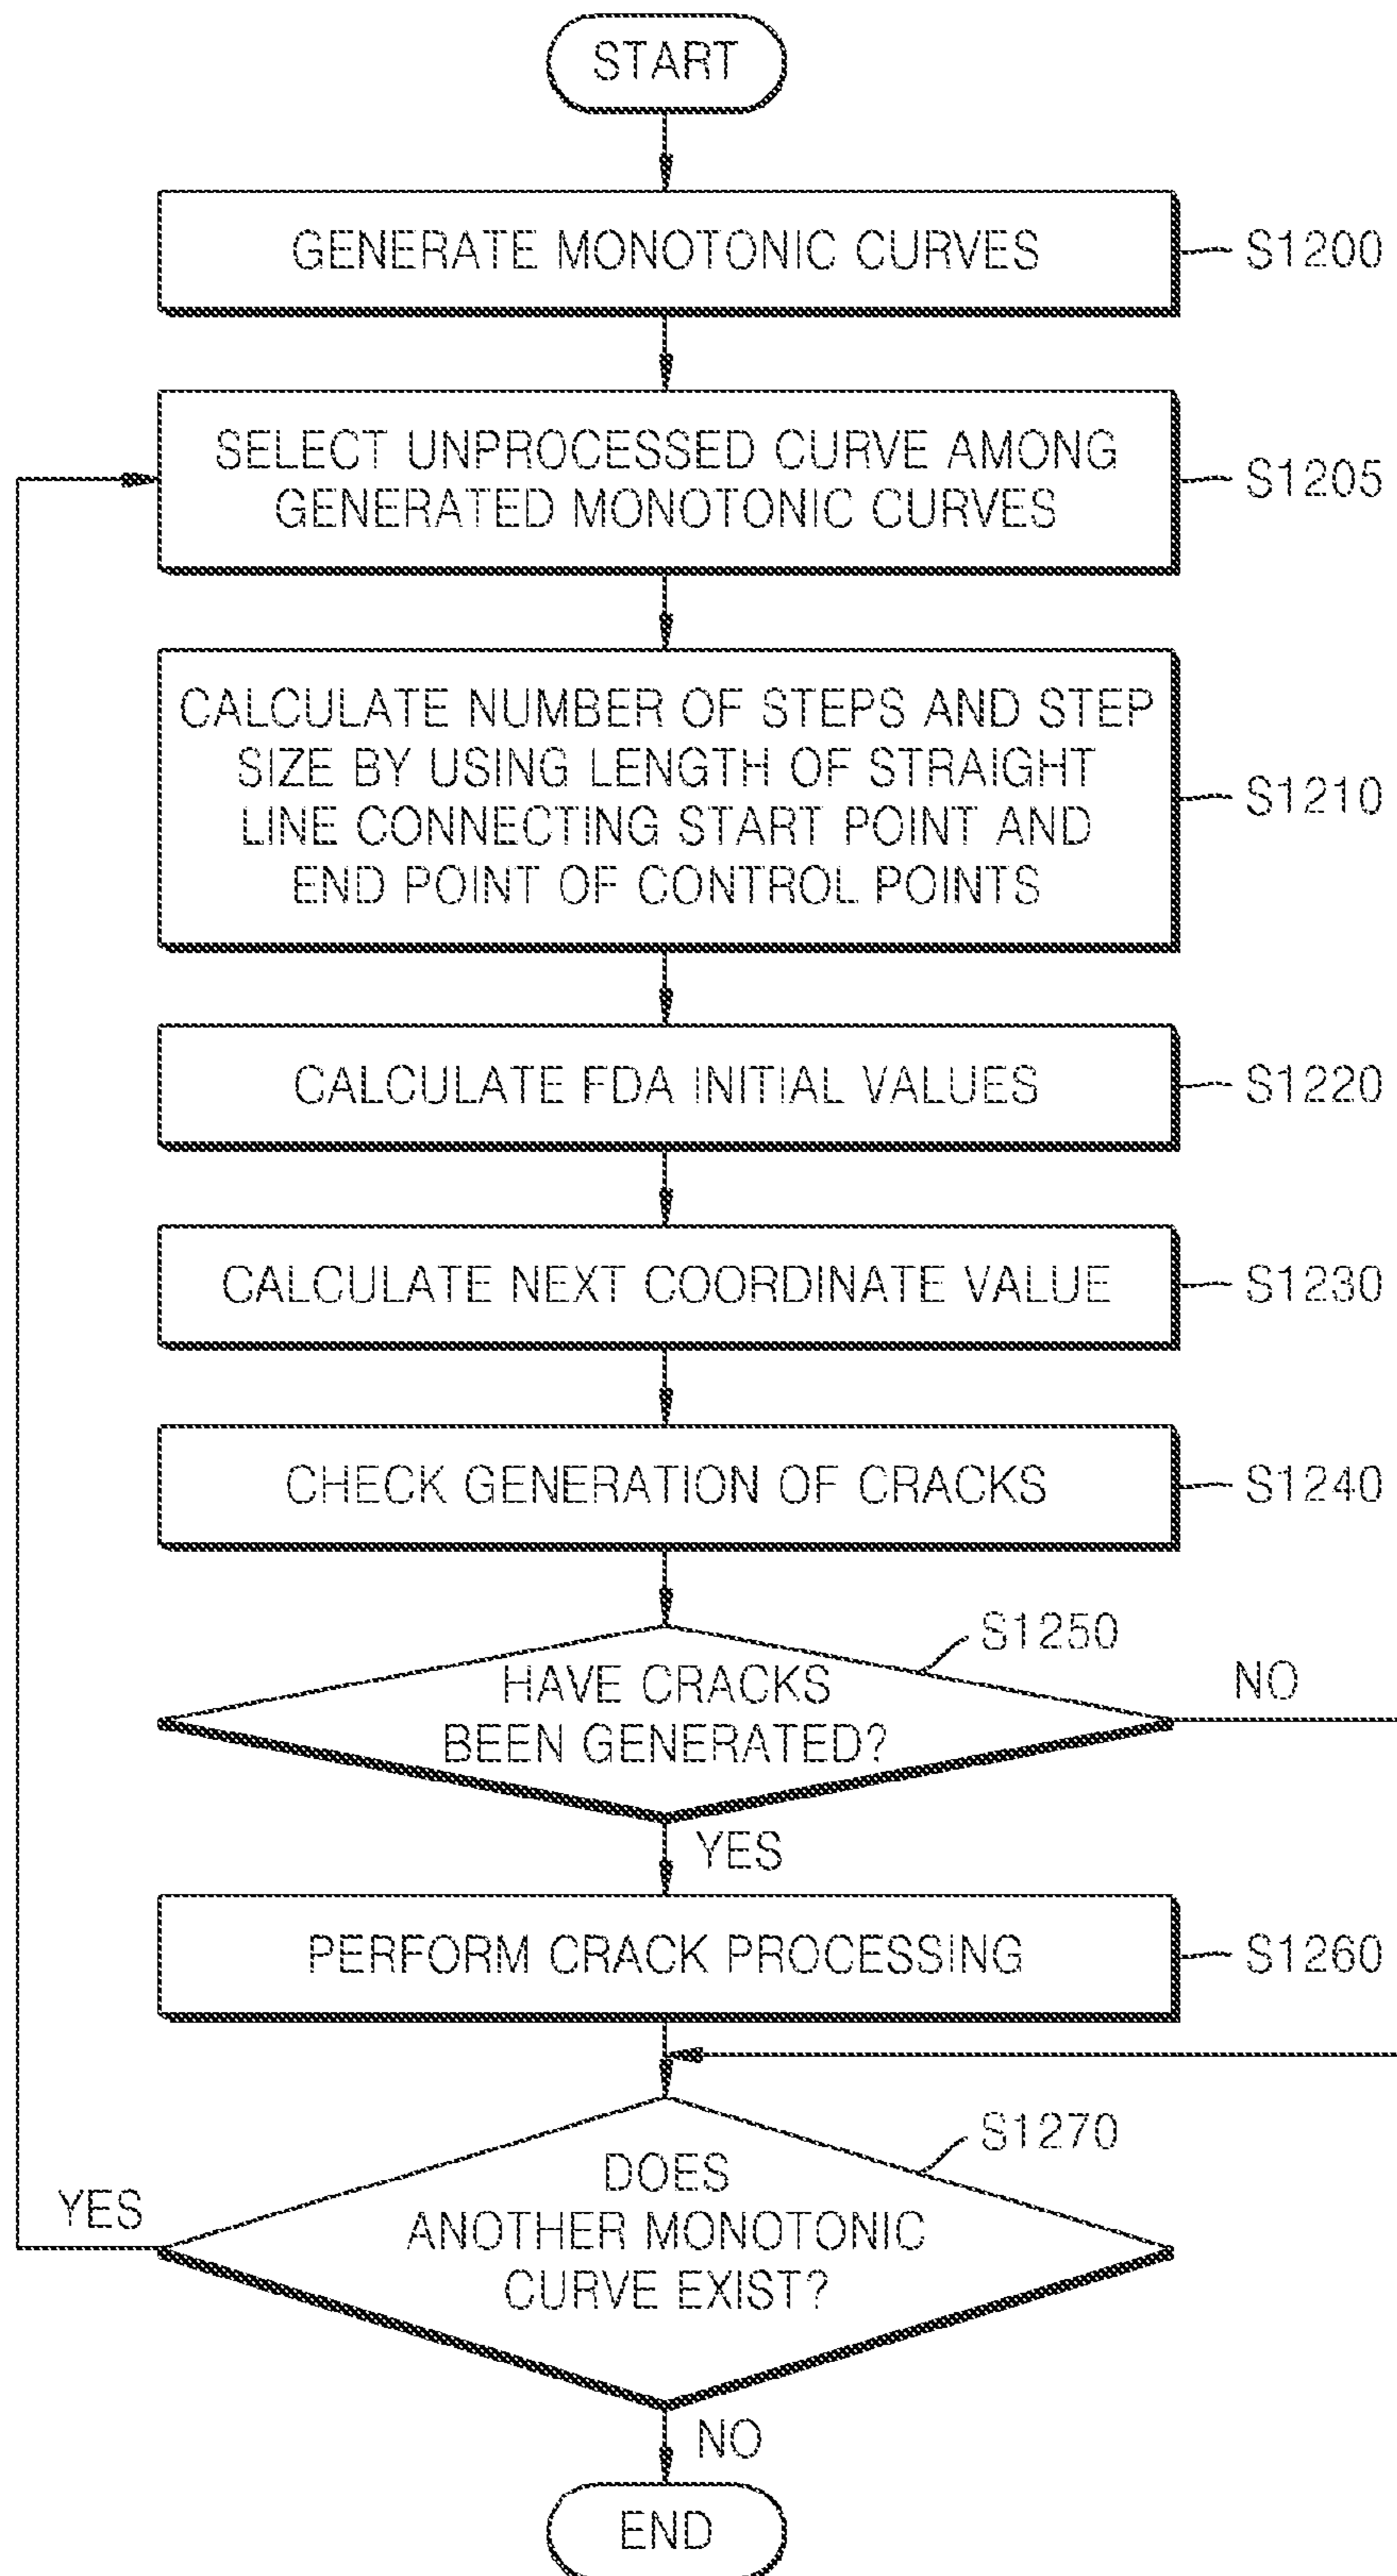 START
GENERATE MONOTONIC CURVES
S1200
SELECT UNPROCESSED CURVE AMONG
GENERATED MONOTONIC CURVES
S1205
CALCULATE NUMBER OF STEPS AND STEP
SIZE BY USING LENGTH OF STRAIGHT
LINE CONNECTING START POINT AND
END POINT OF CONTROL POINTS
S1210
CALCULATE FDA INITIAL VALUES
S1220
CALCULATE NEXT COORDINATE VALUE
S1230
CHECK GENERATION OF CRACKS
S1240
S1250
HAVE CRACKS
BEEN GENERATED?
NO
YES
PERFORM CRACK PROCESSING
S1260
S1270
DOES
ANOTHER MONOTONIC
CURVE EXIST?
YES
NO
END